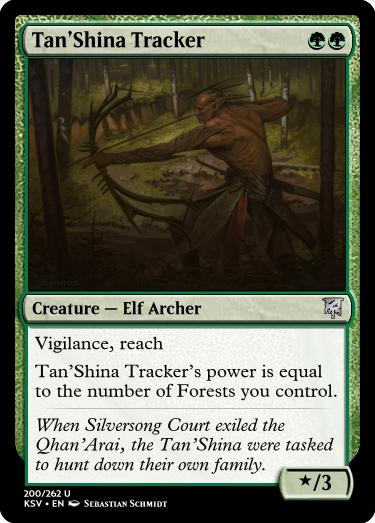 Tan'Shina Tracker
Creature — Elf Archer
Vigilance, reach
Tan'Shina Tracker's power is equal
to the number of Forests you control.
When Silversong Court exiled the
Qhan'Arai, the Tan'Shina were tasked
to hunt down their own family.
★/3
200/262 U
KSV • EN Sebastian Schmidt